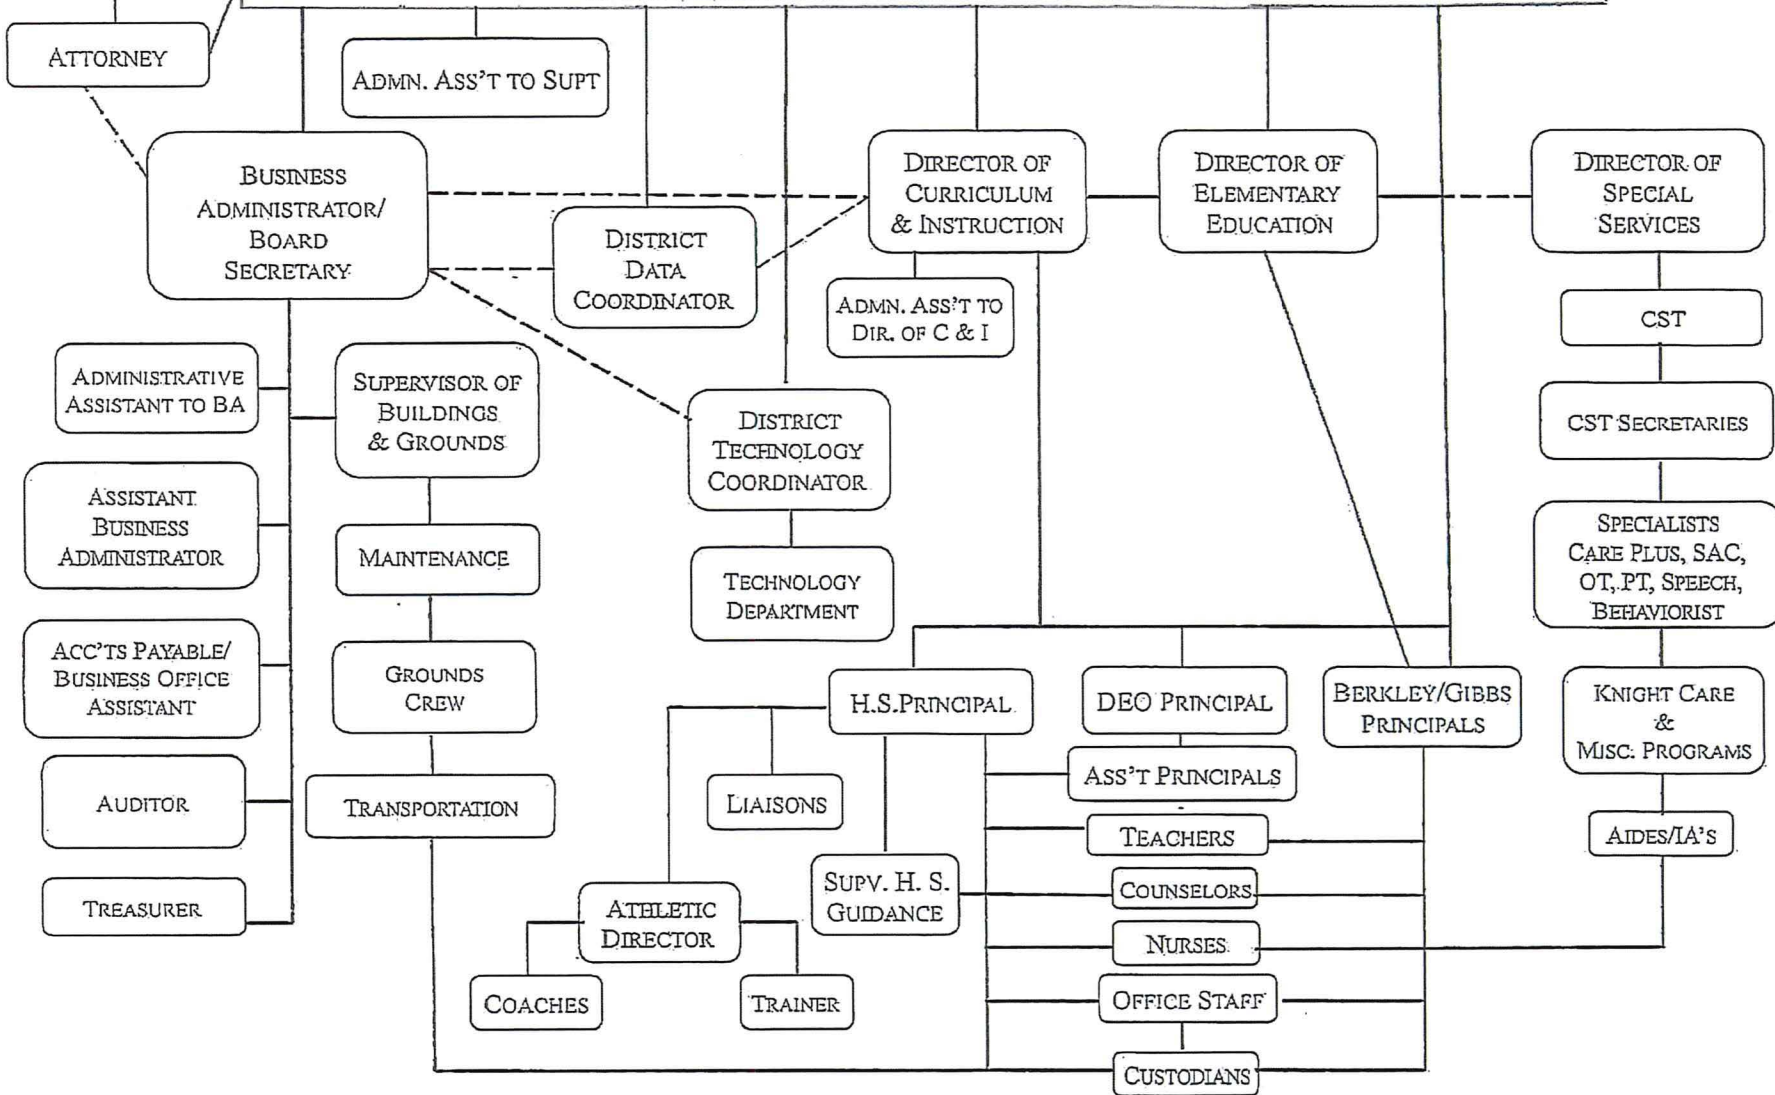 ATTORNEY
ADMN. ASS'T TO SUPT
BUSINESS
ADMINISTRATOR/
BOARD
SECRETARY
DISTRICT
DATA
COORDINATOR
DIRECTOR OF
CURRICULUM
& INSTRUCTION
DIRECTOR OF
ELEMENTARY
EDUCATION
DIRECTOR OF
SPECIAL
SERVICES
ADMN. ASS'T TO
DIR. OF C & I
CST
ADMINISTRATIVE
ASSISTANT TO BA
SUPERVISOR OF
BUILDINGS
& GROUNDS
DISTRICT
TECHNOLOGY
COORDINATOR
CST SECRETARIES
ASSISTANT
BUSINESS
ADMINISTRATOR
MAINTENANCE
TECHNOLOGY
DEPARTMENT
SPECIALISTS
CARE PLUS, SAC,
OT, PT, SPEECH,
BEHAVIORIST
ACC'TS PAYABLE/
BUSINESS OFFICE
ASSISTANT
GROUNDS
CREW
H.S.PRINCIPAL
DEO PRINCIPAL
BERKLEY/GIBBS
PRINCIPALS
KNIGHT CARE
&
MISC. PROGRAMS
AUDITOR
TRANSPORTATION
LIAISONS
ASS'T PRINCIPALS
TEACHERS
AIDES/IA'S
TREASURER
ATHLETIC
DIRECTOR
SUPV. H. S.
GUIDANCE
COUNSELORS
NURSES
COACHES
TRAINER
OFFICE STAFF
CUSTODIANS